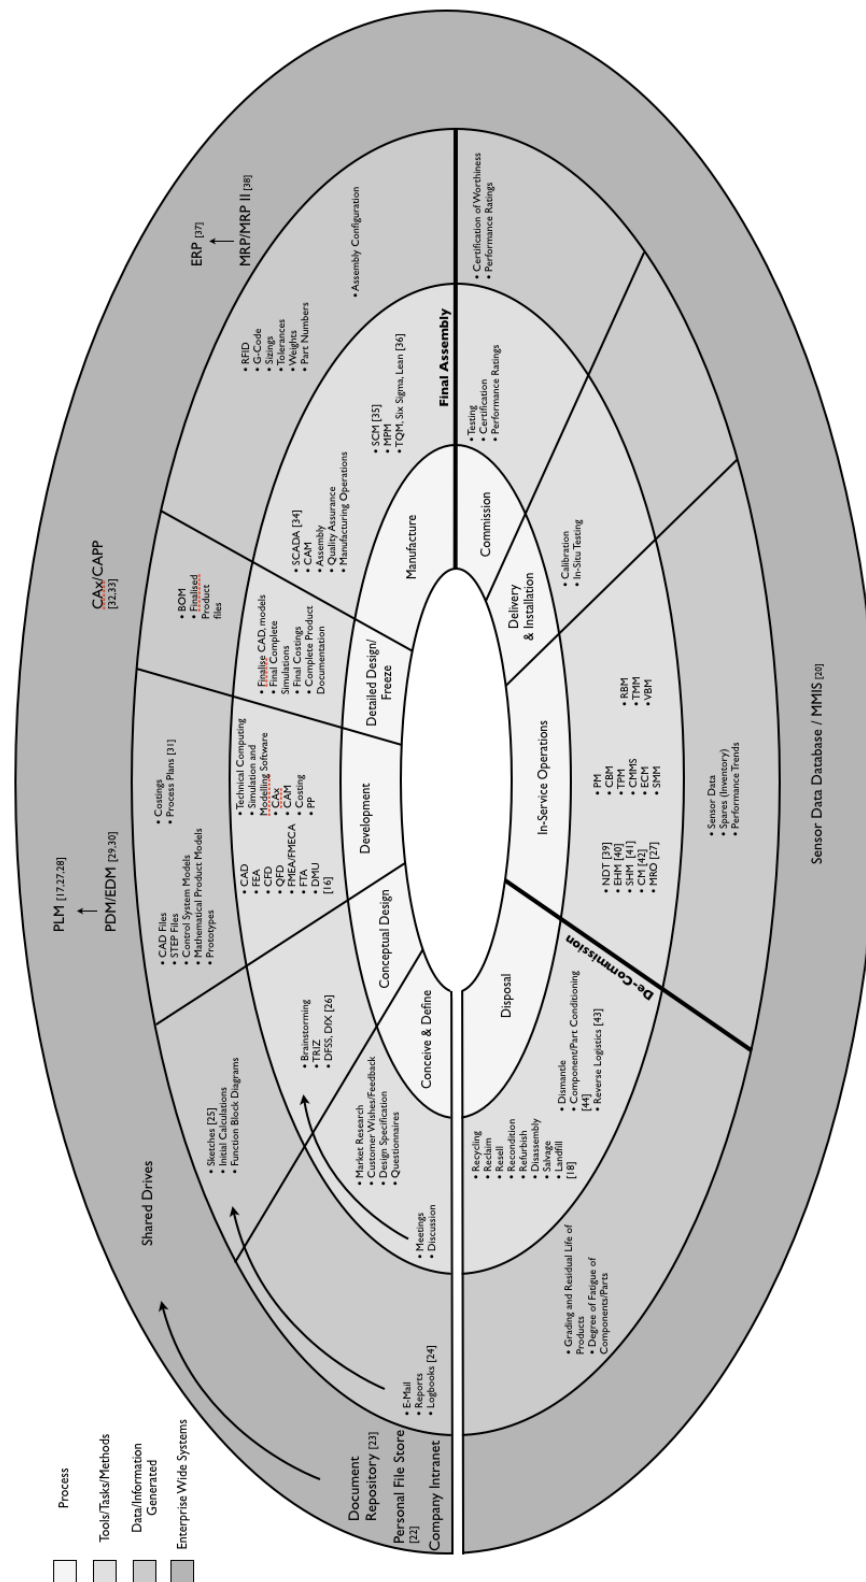 Process
Tools/Tasks/Methods
Data/Information
Generated
Enterprise Wide Systems
Document
Repository [23]
Personal File Store
[22]
Company Intranet
Shared Drives
PLM [17,27,28]
PDM/EDM [29,30]
CAx/CAPP
[32,33]
ERP [37]
MRP/MRP II [38]
Sensor Data Database / MMIS [20]
• E-Mail
• Reports
• Logbooks [24]
• Sketches [25]
• Initial Calculations
• Function Block Diagrams
• CAD Files
• STEP Files
• Control System Models
• Mathematical Product Models
• Prototypes
• Costings
• Process Plans [31]
• BOM
• Finalised
Product
files
• RFID
• G-Code
• Sizings
• Tolerances
• Weights
• Part Numbers
• Assembly Configuration
• Certification of Worthiness
• Performance Ratings
• Sensor Data
• Spares (Inventory)
• Performance Trends
• Grading and Residual Life of
Products
• Degree of Fatigue of
Components/Parts
• Meetings
• Discussion
• Market Research
• Customer Wishes/Feedback
• Design Specification
• Questionnaires
• Brainstorming
• TRIZ
• DFSS, DfX [26]
• CAD
• FEA
• CFD
• QFD
• FMEA/FMECA
• FTA
• DMU
[16]
• Technical Computing
• Simulation and
Modelling Software
• CAx
• CAM
• Costing
• PP
• Finalise CAD, models
• Final Complete
Simulations
• Final Costings
• Complete Product
Documentation
• SCADA [34]
• CAM
• Assembly
• Quality Assurance
• Manufacturing Operations
• SCM [35]
• MPM
• TQM, Six Sigma, Lean [36]
Final Assembly
• Testing
• Certification
• Performance Ratings
• Calibration
• In-Situ Testing
• NDT [39]
• EHM [40]
• SHM [41]
• CM [42]
• MRO [27]
• PM
• CBM
• TPM
• CMMS
• ECM
• SMM
• RBM
• TMM
• VBM
De-Commission
• Dismantle
• Component/Part Conditioning
[44]
• Reverse Logistics [43]
• Recycling
• Reclaim
• Resell
• Recondition
• Refurbish
• Disassembly
• Salvage
• Landfill
[18]
Conceive & Define
Conceptual Design
Development
Detailed Design/
Freeze
Manufacture
Commission
Delivery
& Installation
In-Service Operations
Disposal